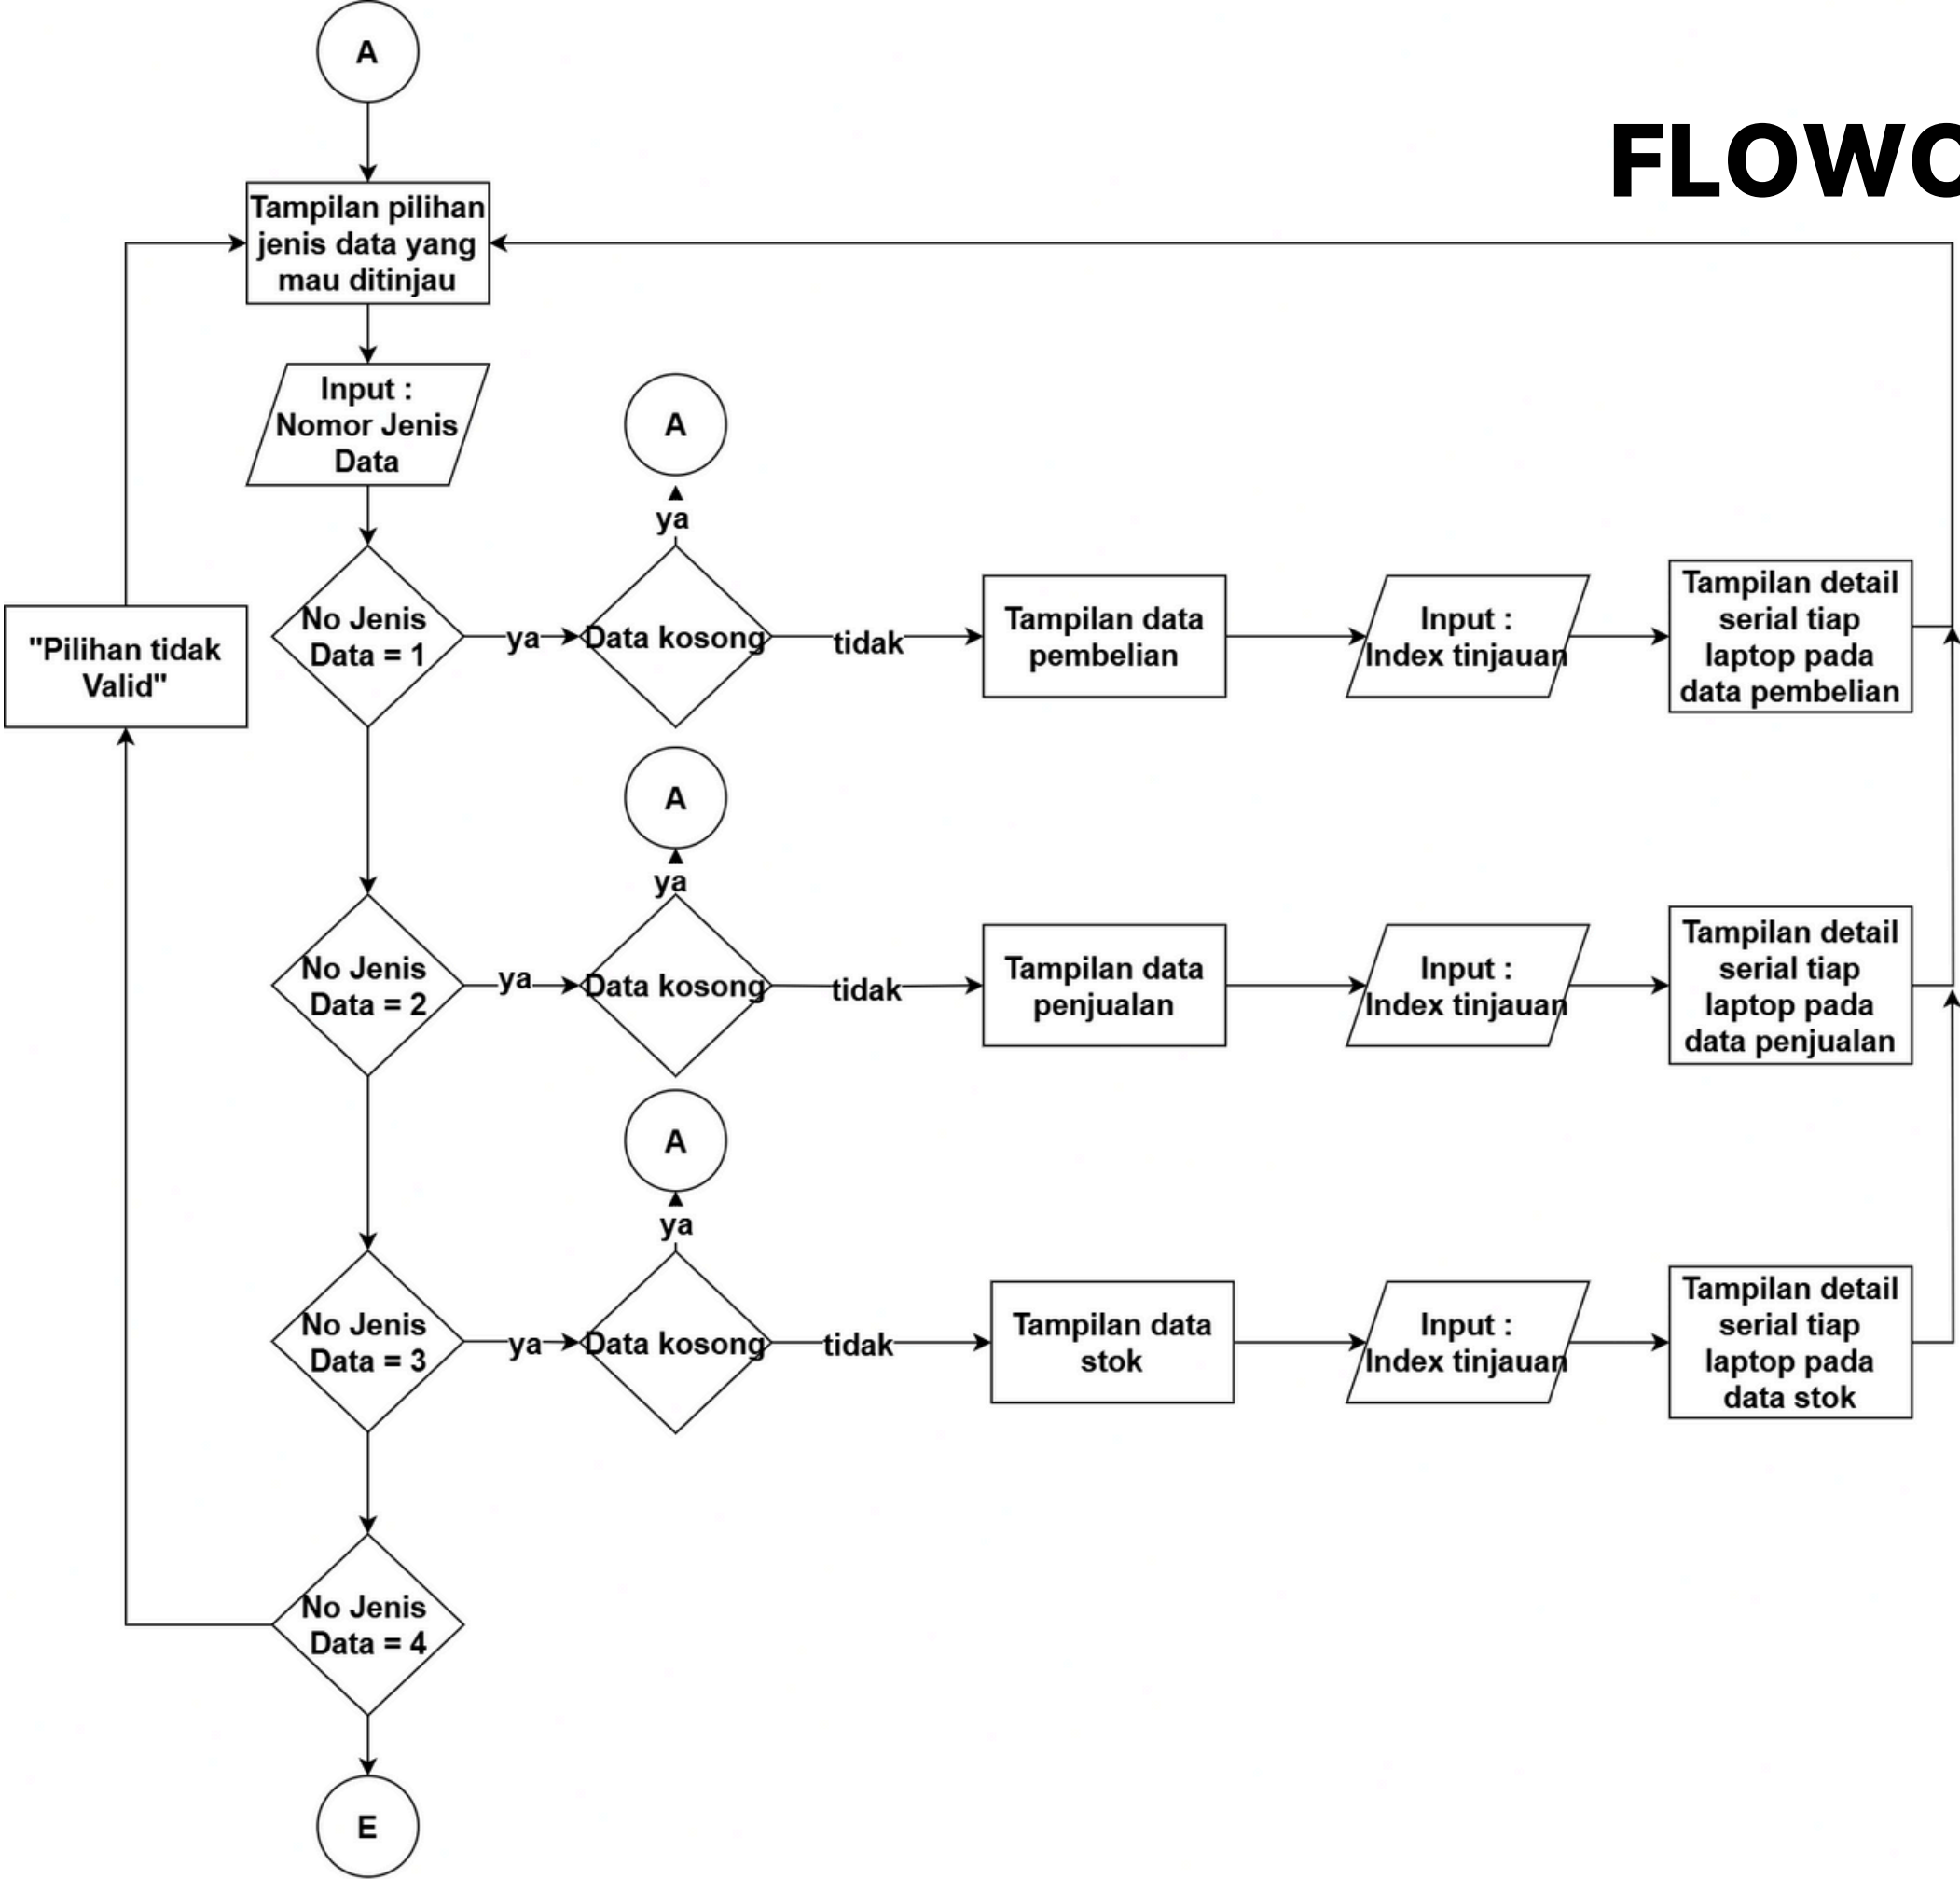 A
FLOWC
Tampilan pilihan
jenis data yang
mau ditinjau
Input :
Nomor Jenis
Data
A
ya
"Pilihan tidak
Valid"
No Jenis
Data = 1
ya
Data kosong
tidak
Tampilan data
pembelian
Input :
Index tinjauan
Tampilan detail
serial tiap
laptop pada
data pembelian
A
ya
No Jenis
Data = 2
ya
Data kosong
tidak
Tampilan data
penjualan
Input :
Index tinjauan
Tampilan detail
serial tiap
laptop pada
data penjualan
A
ya
No Jenis
Data = 3
ya
Data kosong
tidak
Tampilan data
stok
Input :
Index tinjauan
Tampilan detail
serial tiap
laptop pada
data stok
No Jenis
Data = 4
E